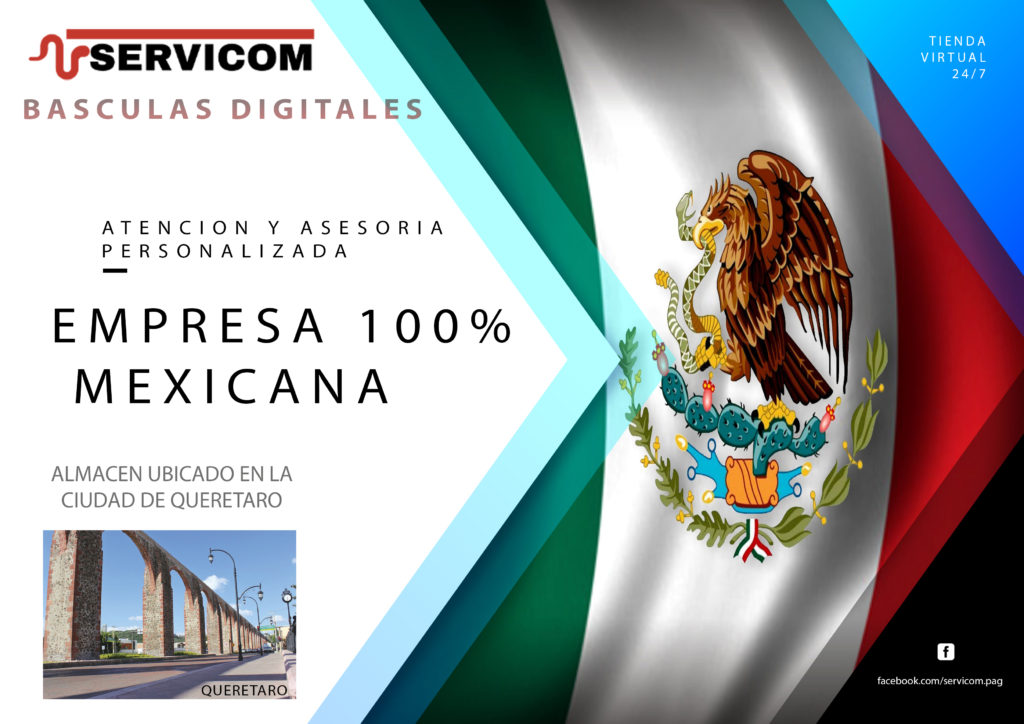 SERVICOM
BASCULAS DIGITALES
TIENDA
VIRTUAL
24/7
ATENCION Y ASESORIA
PERSONALIZADA
EMPRESA 100%
MEXICANA
ALMACEN UBICADO EN LA
CIUDAD DE QUERETARO
QUERETARO
f
facebook.com/servicom.pag